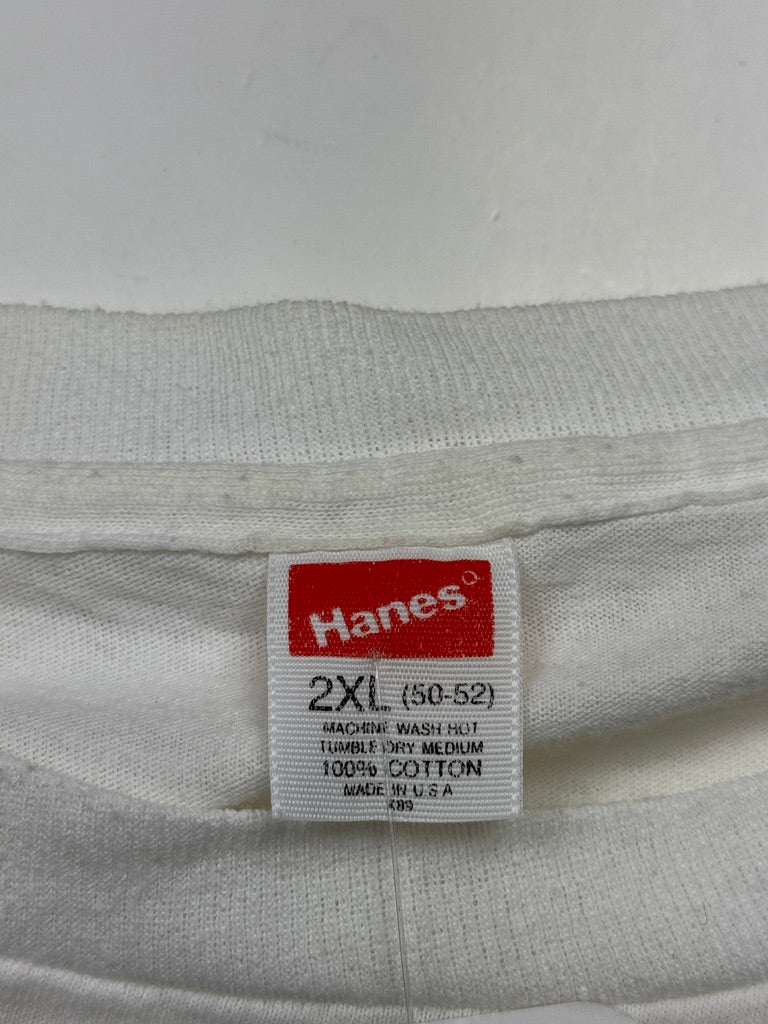 Hanes
2XL (50-52)
MACHINE WASH HOT
TUMBLE DRY MEDIUM
100% COTTON
MADE IN U S A